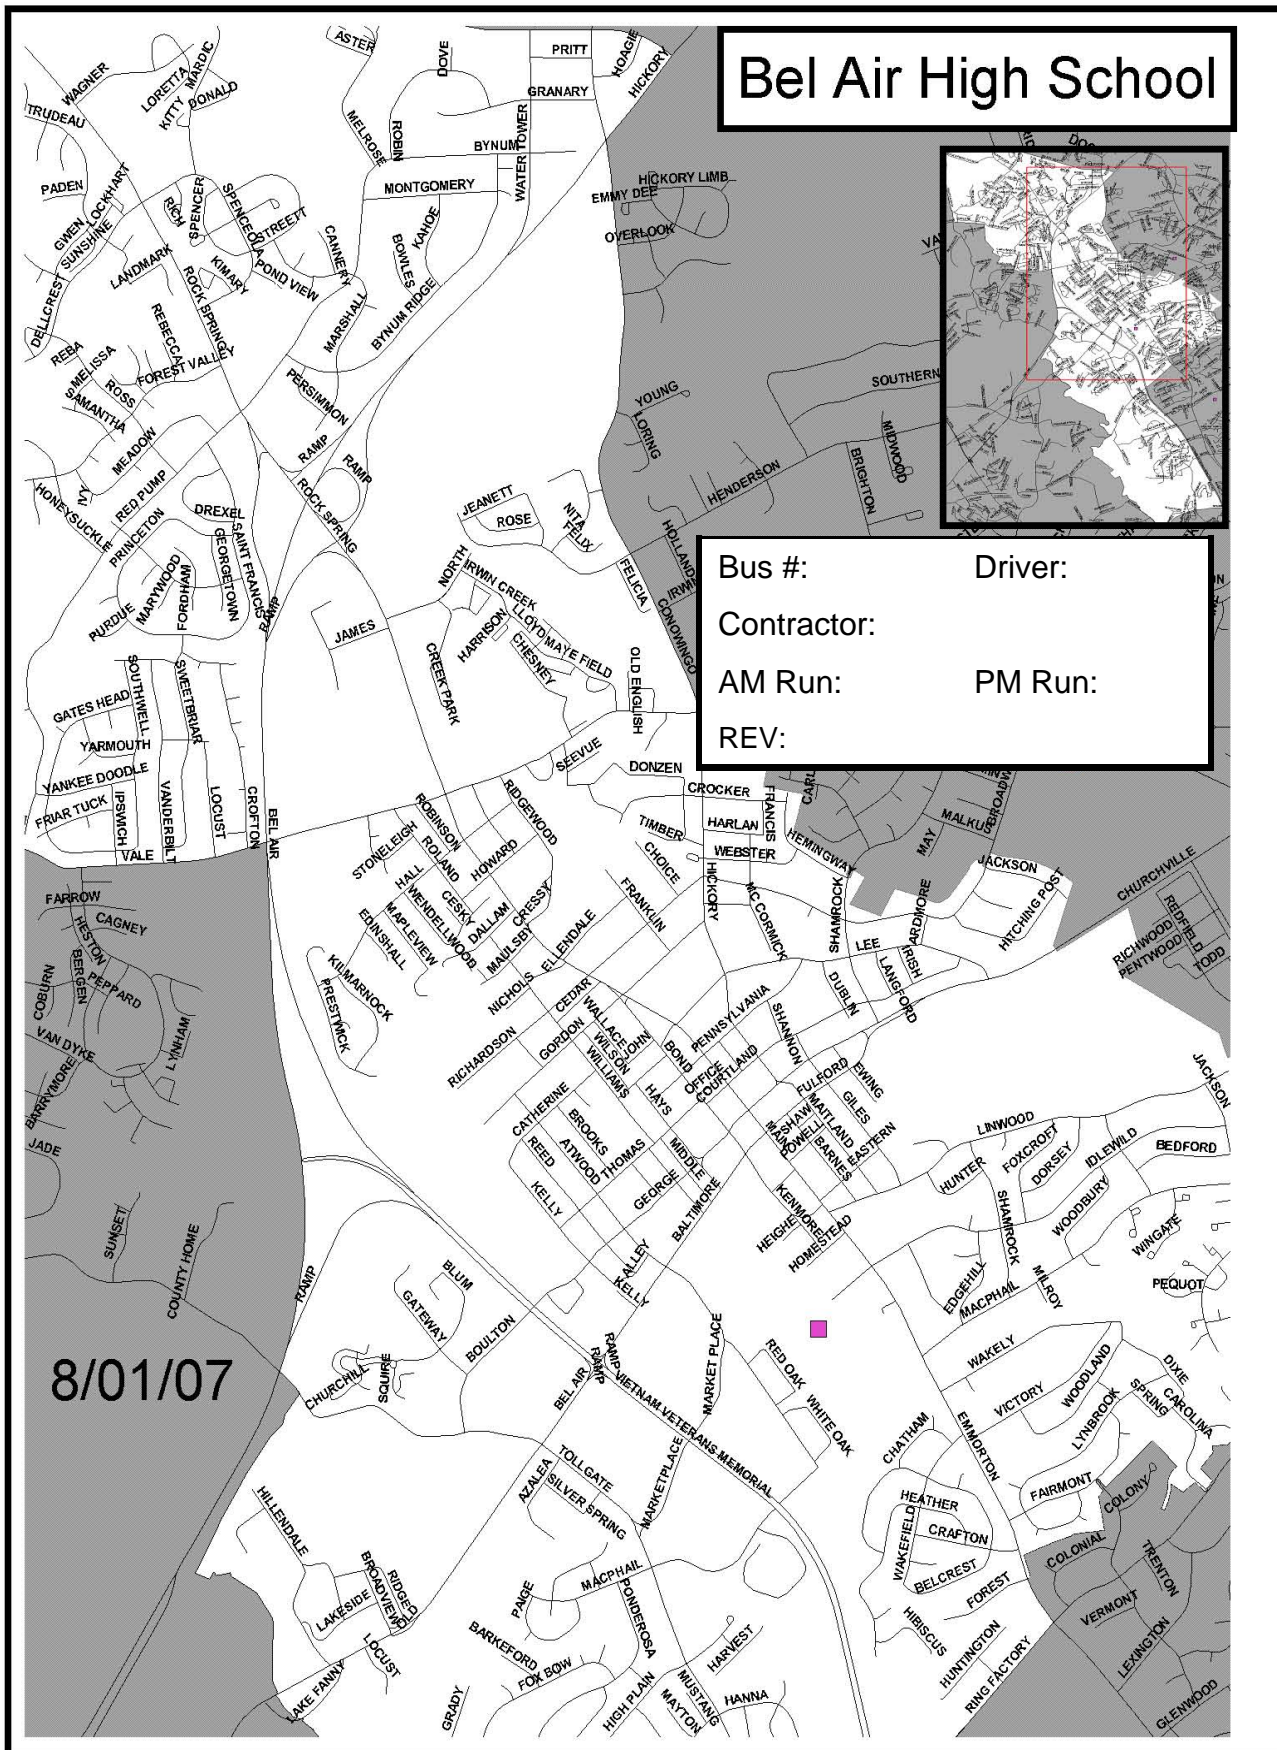 Bel Air High School
Bus #: Driver:
Contractor:
AM Run: PM Run:
REV:
8/01/07
ASTER
DOVE
PRITT
HOAGIE
HICKORY
WAGNER
LORETTA
MARDIC
KITTY
DONALD
TRUDEAU
GRANARY
MELROSE
ROBIN
BYNUM
WATER TOWER
MONTGOMERY
PADEN
LOCKHART
GWEN
SUNSHINE
RICH
SPENCER
SPENCEOLA
STREETT
CANNERY
BOWLES
KAHOE
HICKORY LIMB
EMMY DEE
OVERLOOK
LANDMARK
KIMARY
POND VIEW
DELLCREST
ROCK SPRING
MARSHALL
BYNUM RIDGE
REBECCA
REBA
MELISSA
ROSS
FOREST VALLEY
SAMANTHA
PERSIMMON
YOUNG
LORING
SOUTHERN
MIDWOOD
BRIGHTON
MEADOW
RAMP
RAMP
IVY
RED PUMP
HONEYSUCKLE
ROCK SPRING
HENDERSON
PRINCETON
DREXEL
SAINT FRANCIS
GEORGETOWN
JEANETT
ROSE
NITA
FELIX
HOLLAND
FELICIA
CONOWINGO
MARYWOOD
FORDHAM
PURDUE
RAMP
NORTH
IRWIN CREEK
HARRISON
LLOYD
MAYE FIELD
CHESNEY
JAMES
CREEK PARK
OLD ENGLISH
SOUTHWELL
SWEETBRIAR
GATES HEAD
YARMOUTH
YANKEE DOODLE
FRIAR TUCK
IPSWICH
VANDERBILT
LOCUST
CROFTON
BEL AIR
VALE
SEEVUE
DONZEN
CROCKER
RIDGEWOOD
ROBINSON
STONELEIGH
ROLAND
HOWARD
HALL
TIMBER
HARLAN
FRANCIS
WEBSTER
HEMINGWAY
MALKUS
MAY
JACKSON
CHURCHVILLE
FARROW
CAGNEY
HESTON
BERGEN
PEPPARD
COBURN
VAN DYKE
LYNHAM
BARRYMORE
JADE
WENDELLWOOD
CESKY
DALLAM
CRESSY
MAPLEVIEW
EDINSHALL
MAULSBY
NICHOLS
ELLENDALE
CHOICE
FRANKLIN
HICKORY
MC CORMICK
SHAMROCK
ARDMORE
HITCHING POST
REDFIELD
RICHWOOD
PENTWOOD
TODD
KILMARNOCK
PRESTWICK
CEDAR
LEE
IRISH
LANGFORD
DUBLIN
RICHARDSON
GORDON
WALLACE
WILSON
WILLIAMS
JOHN
BOND
PENNSYLVANIA
SHANNON
OFFICE
COURTLAND
HAYS
FULFORD
EWING
GILES
MAITLAND
SHAW
MAIN
POWELL
BARNES
EASTERN
JACKSON
CATHERINE
BROOKS
REED
ATWOOD
THOMAS
MIDDLE
GEORGE
BALTIMORE
KELLY
LINWOOD
FOXCROFT
DORSEY
IDLEWILD
BEDFORD
HUNTER
SHAMROCK
WOODBURY
WINGATE
KENMORE
HEIGHE
HOMESTEAD
SUNSET
COUNTY HOME
RAMP
BLUM
GATEWAY
BOULTON
ALLEY
KELLY
EDGEHILL
MACPHAIL
MILROY
PEQUOT
CHURCHILL
SQUIRE
RAMP
RAMP
BEL AIR
VIETNAM VETERANS MEMORIAL
MARKET PLACE
RED OAK
WHITE OAK
WAKELY
VICTORY
WOODLAND
DIXIE
SPRING
CAROLINA
LYNBROOK
EMMORTON
CHATHAM
FAIRMONT
COLONY
TOLLGATE
AZALEA
SILVER SPRING
MARKETPLACE
HEATHER
WAKEFIELD
CRAFTON
BELCREST
COLONIAL
TRENTON
VERMONT
LEXINGTON
GLENWOOD
HILLENDALE
BROADVIEW
RIDGE
OLD
LAKESIDE
LOCUST
LAKE FANNY
PAIGE
MACPHAIL
PONDEROSA
BARKEFORD
FOX BOW
GRADY
HIGH PLAIN
MUSTANG
MAYTON
HARVEST
HANNA
FOREST
HIBISCUS
HUNTINGTON
RING FACTORY